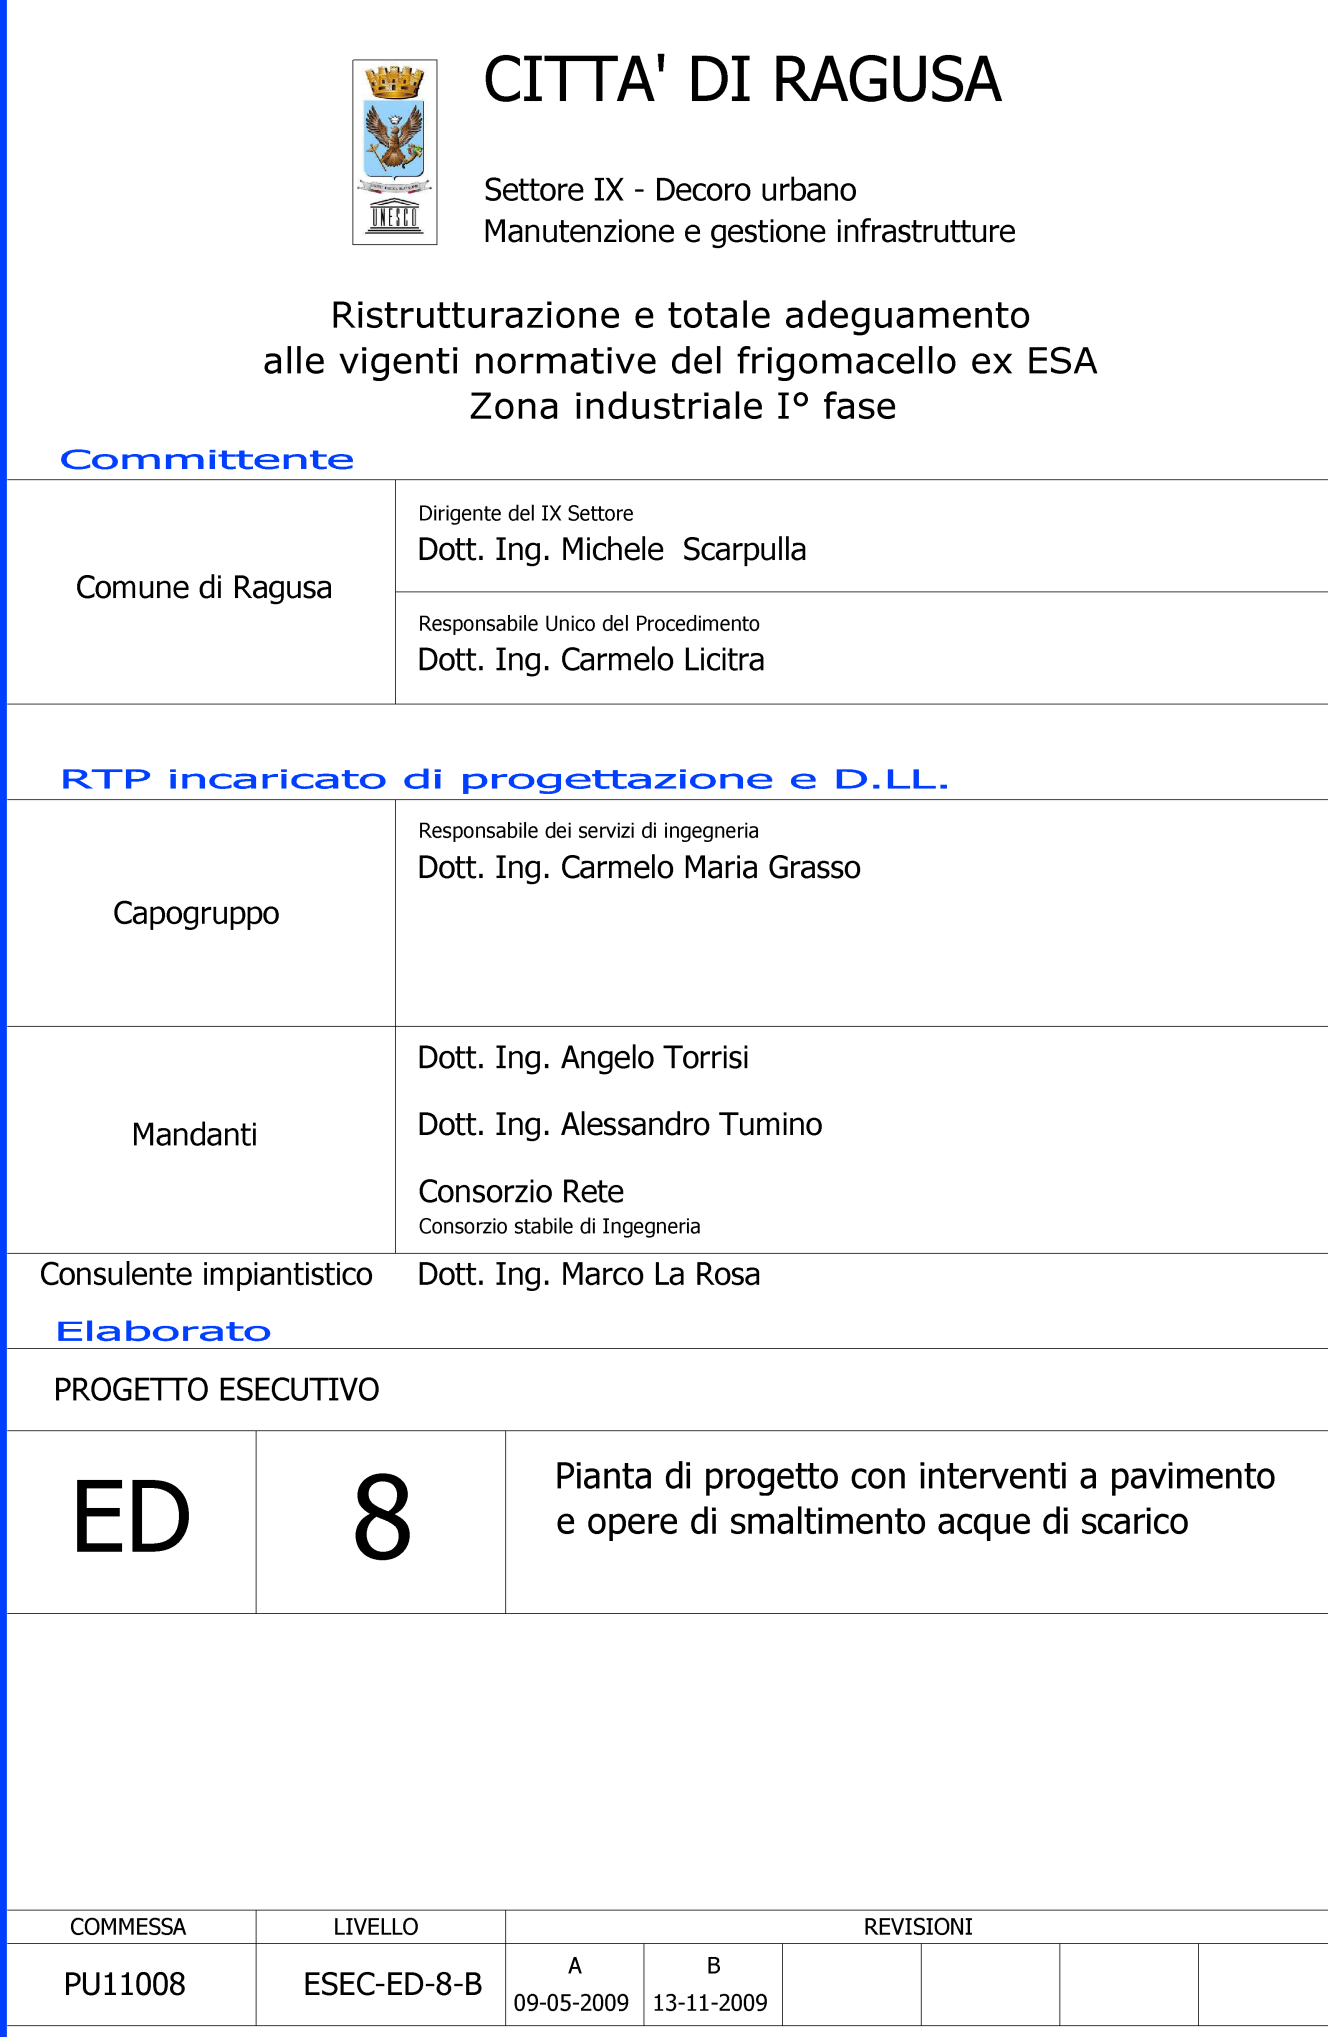 CITTA' DI RAGUSA
UNESCO
Settore IX - Decoro urbano
Manutenzione e gestione infrastrutture
Ristrutturazione e totale adeguamento
alle vigenti normative del frigomacello ex ESA
Zona industriale I° fase
Committente
Comune di Ragusa
Dirigente del IX Settore
Dott. Ing. Michele  Scarpulla
Responsabile Unico del Procedimento
Dott. Ing. Carmelo Licitra
RTP incaricato di progettazione e D.LL.
Capogruppo
Responsabile dei servizi di ingegneria
Dott. Ing. Carmelo Maria Grasso
Mandanti
Dott. Ing. Angelo Torrisi
Dott. Ing. Alessandro Tumino
Consorzio Rete
Consorzio stabile di Ingegneria
Consulente impiantistico
Dott. Ing. Marco La Rosa
Elaborato
PROGETTO ESECUTIVO
ED
8
Pianta di progetto con interventi a pavimento
e opere di smaltimento acque di scarico
COMMESSA
LIVELLO
REVISIONI
PU11008
ESEC-ED-8-B
A
09-05-2009
B
13-11-2009